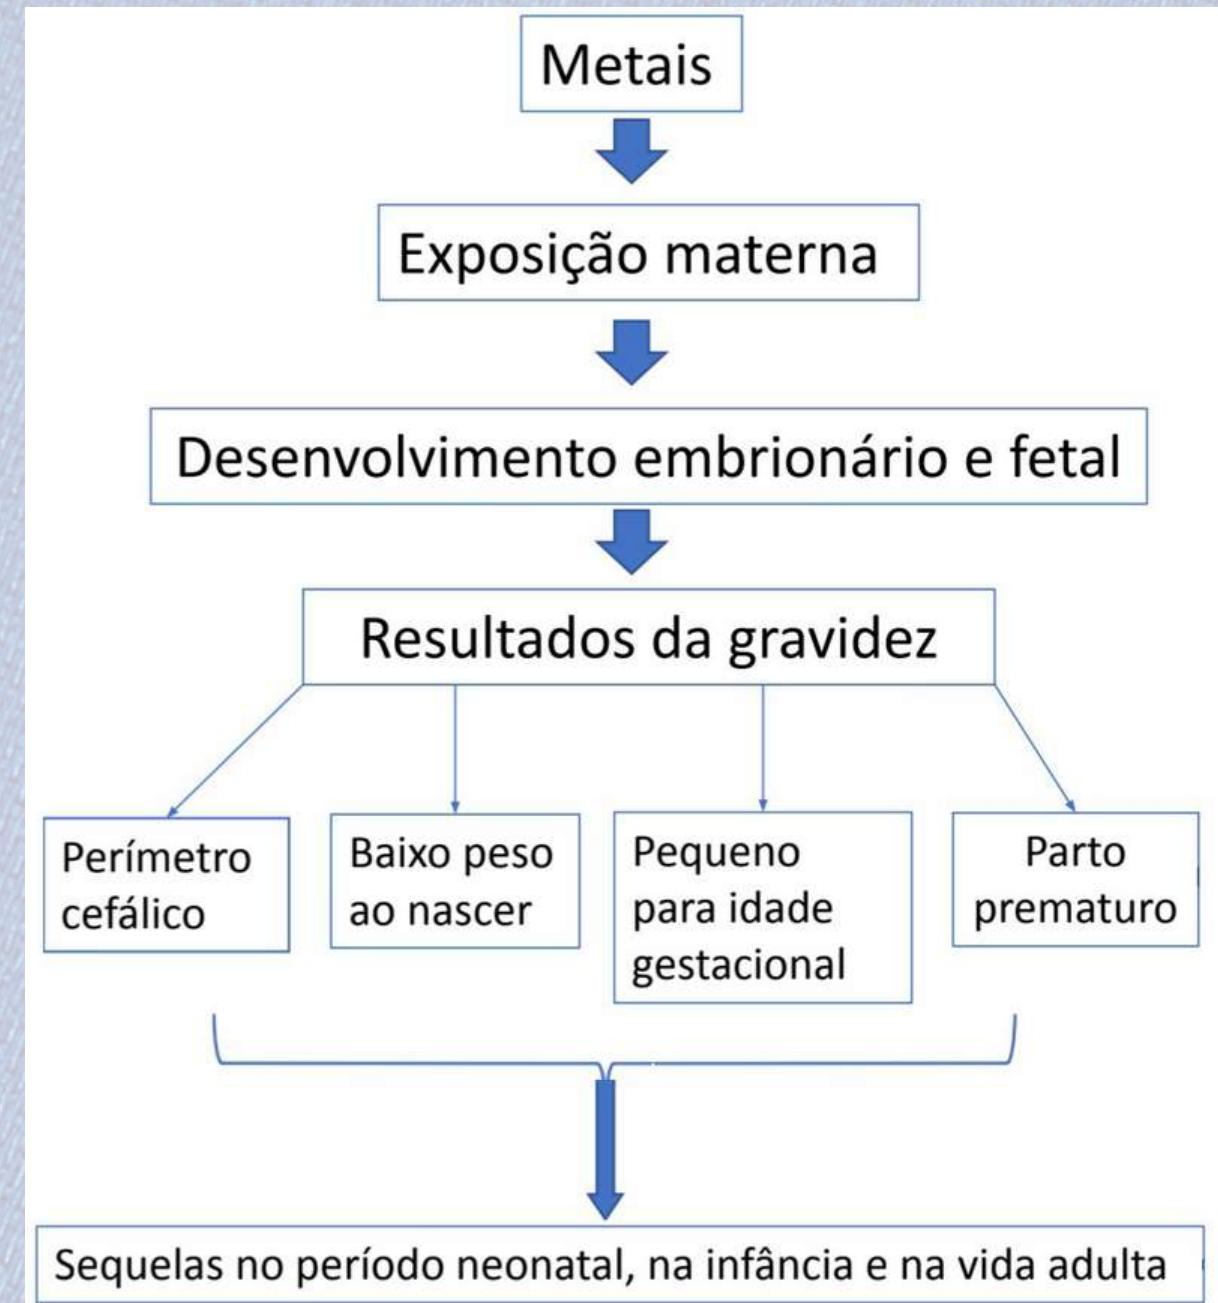 Metais
Exposição materna
Desenvolvimento embrionário e fetal
Resultados da gravidez
Perímetro
cefálico
Baixo peso
ao nascer
Pequeno
para idade
gestacional
Parto
prematuro
Sequelas no período neonatal, na infância e na vida adulta